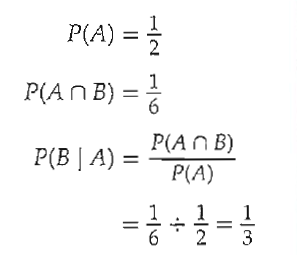 P(A) = 1/2
P(A ∩ B) = 1/6
P(B | A) = P(A ∩ B)/P(A)
= 1/6 ÷ 1/2 = 1/3